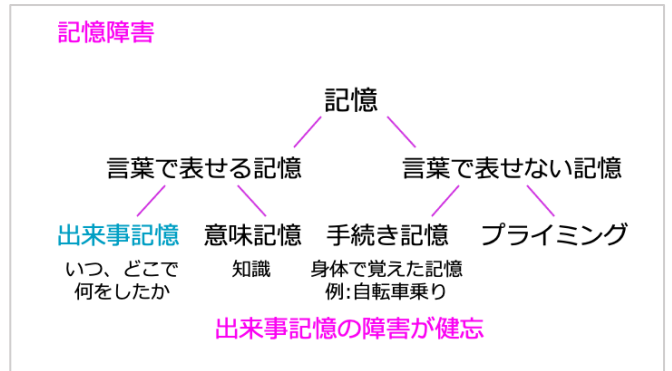 記憶障害
記憶
言葉で表せる記憶
言葉で表せない記憶
出来事記憶
意味記憶
手続き記憶
プライミング
いつ、どこで
何をしたか
知識
身体で覚えた記憶
例:自転車乗り
出来事記憶の障害が健忘